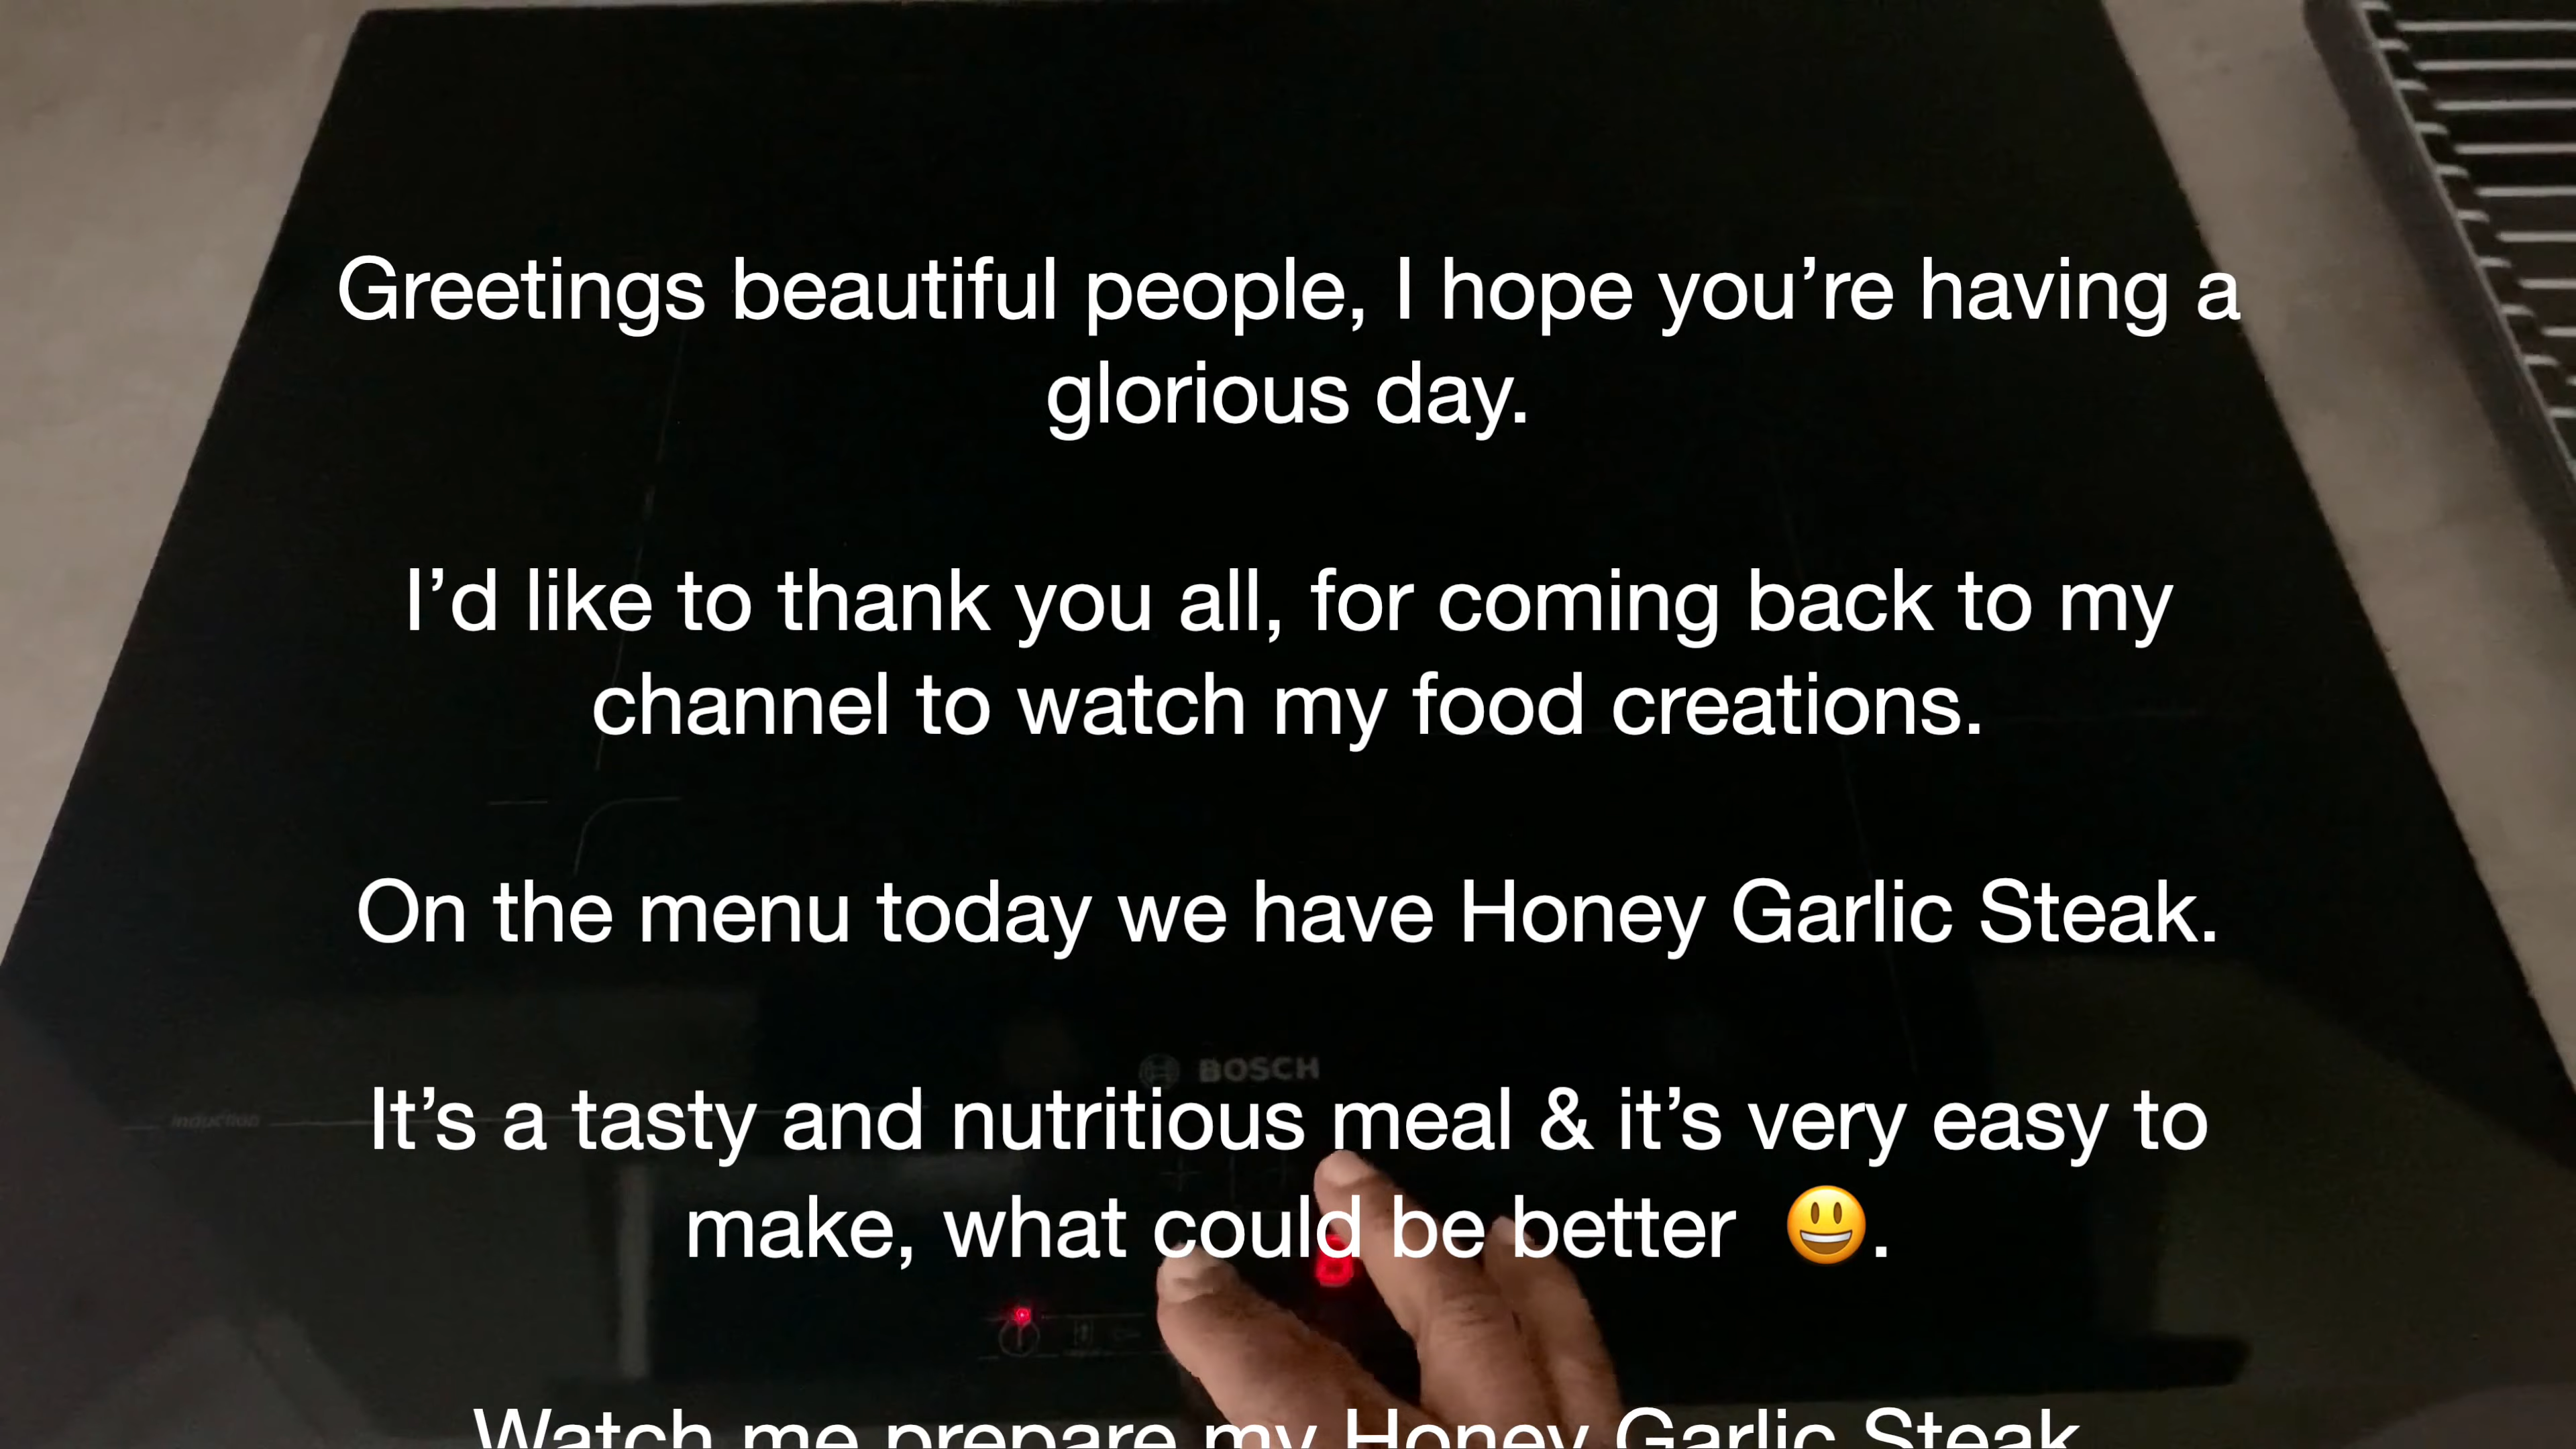 Greetings beautiful people, I hope you’re having a
glorious day.
I’d like to thank you all, for coming back to my
channel to watch my food creations.
On the menu today we have Honey Garlic Steak.
BOSCH
It’s a tasty and nutritious meal & it’s very easy to
induction
make, what could be better 😃.
Watch me prepare my Honey Garlic Steak